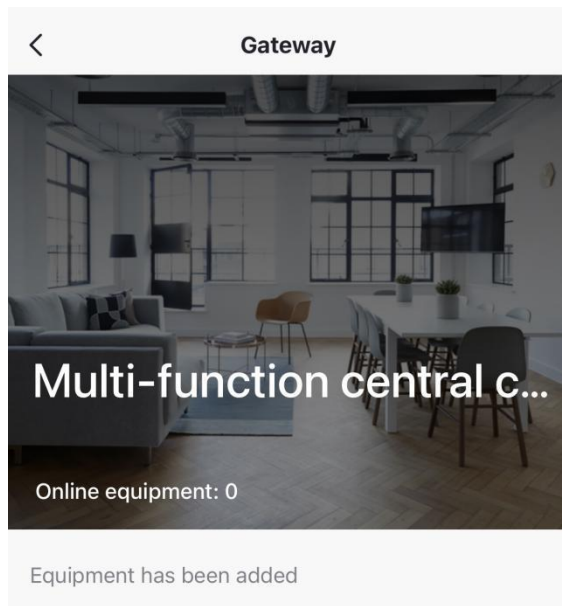 Gateway
Multi-function central c...
Online equipment: 0
Equipment has been added